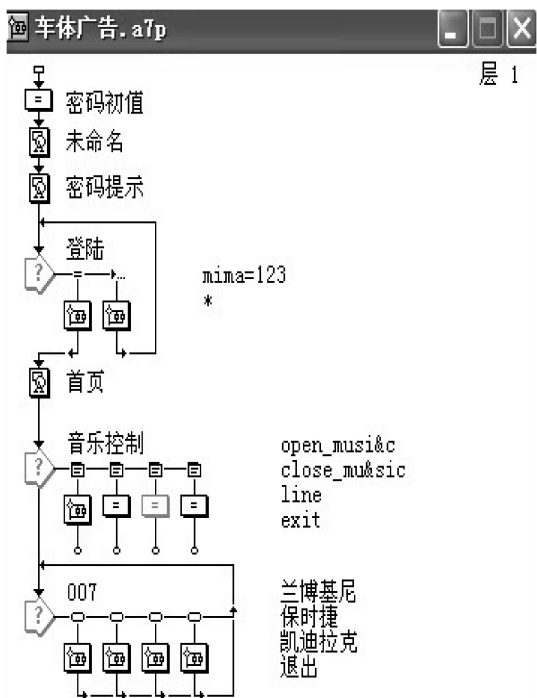 车体广告.a7p
层 1
密码初值
未命名
密码提示
登陆
mima=123
*
首页
音乐控制
open_musi&c
close_mu&sic
line
exit
007
兰博基尼
保时捷
凯迪拉克
退出